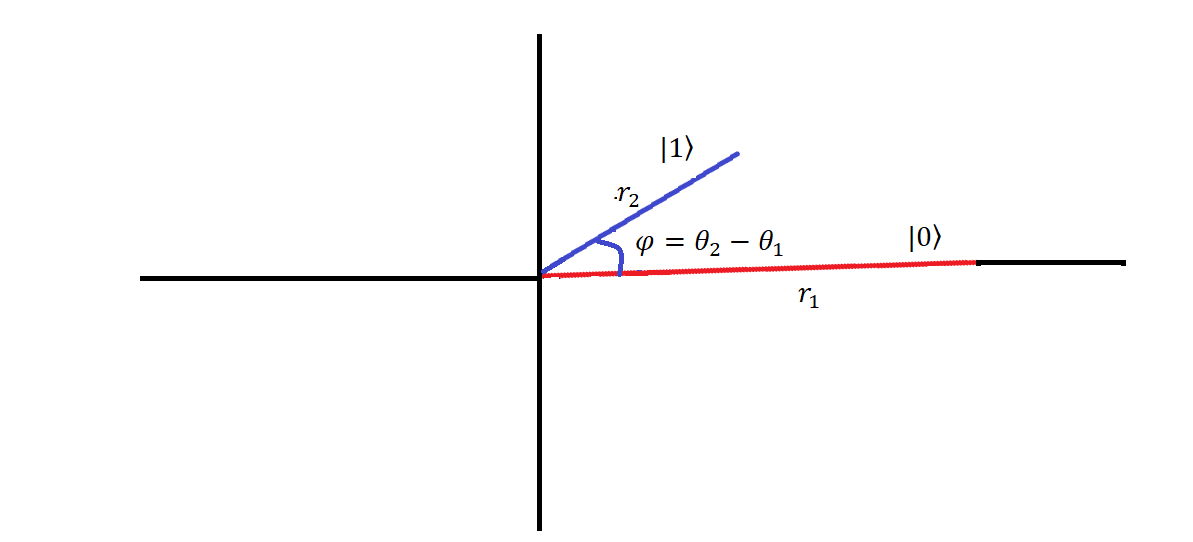 |1⟩
r₂
φ = θ₂ − θ₁
|0⟩
r₁